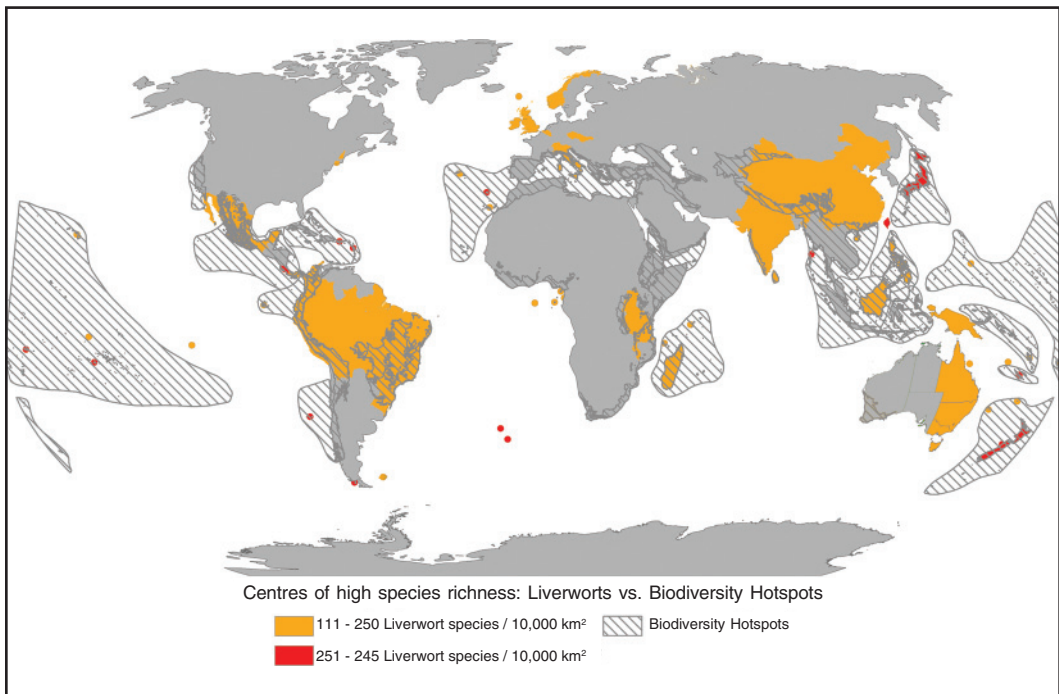 Centres of high species richness: Liverworts vs. Biodiversity Hotspots
111 - 250 Liverwort species / 10,000 km² Biodiversity Hotspots
251 - 245 Liverwort species / 10,000 km²